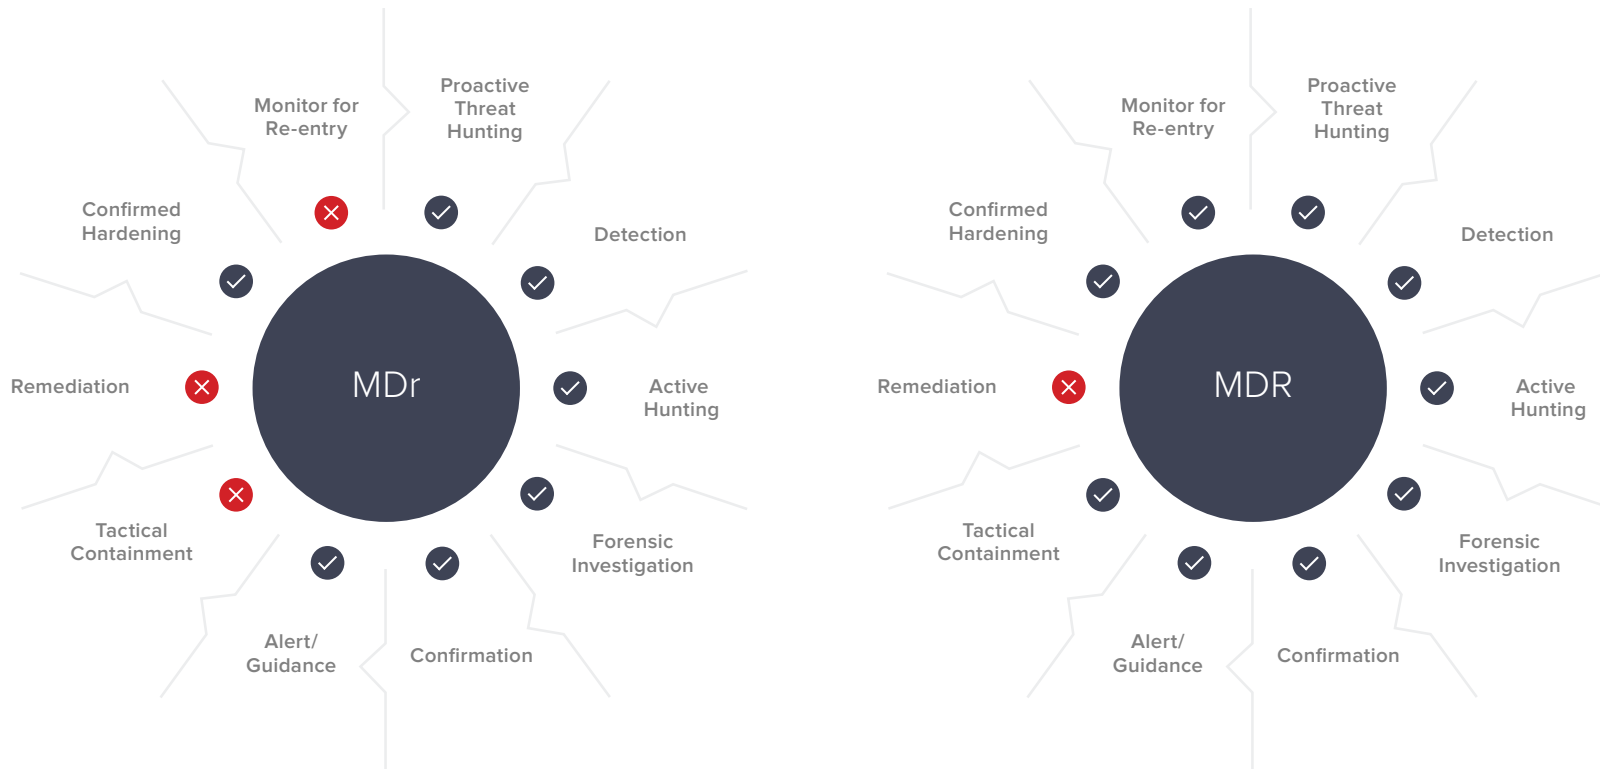 Proactive
Threat
Hunting
Detection
Active
Hunting
Forensic
Investigation
Confirmation
Alert/
Guidance
Tactical
Containment
Remediation
Confirmed
Hardening
Monitor for
Re-entry
MDr
Proactive
Threat
Hunting
Detection
Active
Hunting
Forensic
Investigation
Confirmation
Alert/
Guidance
Tactical
Containment
Remediation
Confirmed
Hardening
Monitor for
Re-entry
MDR